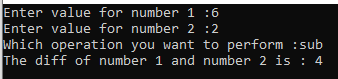 Enter value for number 1 :6
Enter value for number 2 :2
Which operation you want to perform :sub
The diff of number 1 and number 2 is : 4